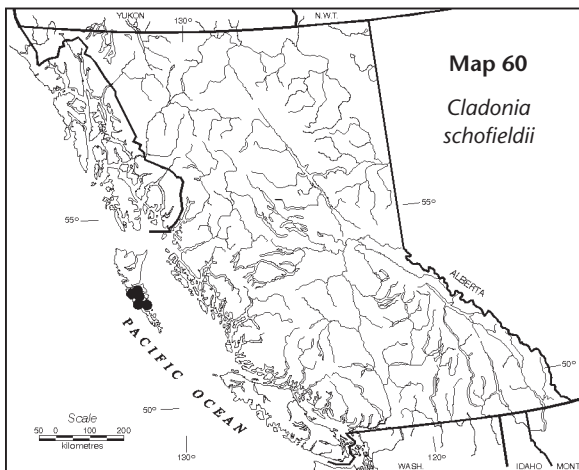 YUKON
130°
N.W.T.
Map 60
Cladonia
schofieldii
55°
55°
ALBERTA
PACIFIC OCEAN
50°
50°
Scale
50 0 100 200
kilometres
130°
WASH.
120°
IDAHO
MONT